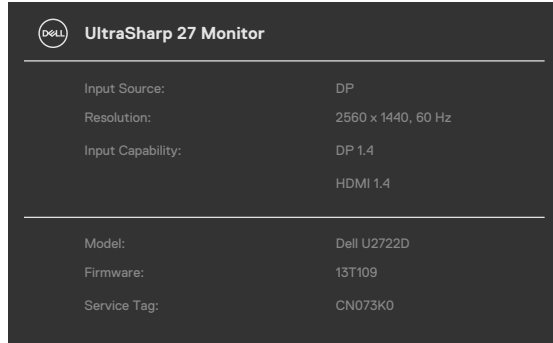 DELL UltraSharp 27 Monitor
Input Source: DP
Resolution: 2560 x 1440, 60 Hz
Input Capability: DP 1.4
HDMI 1.4
Model: Dell U2722D
Firmware: 13T109
Service Tag: CN073K0